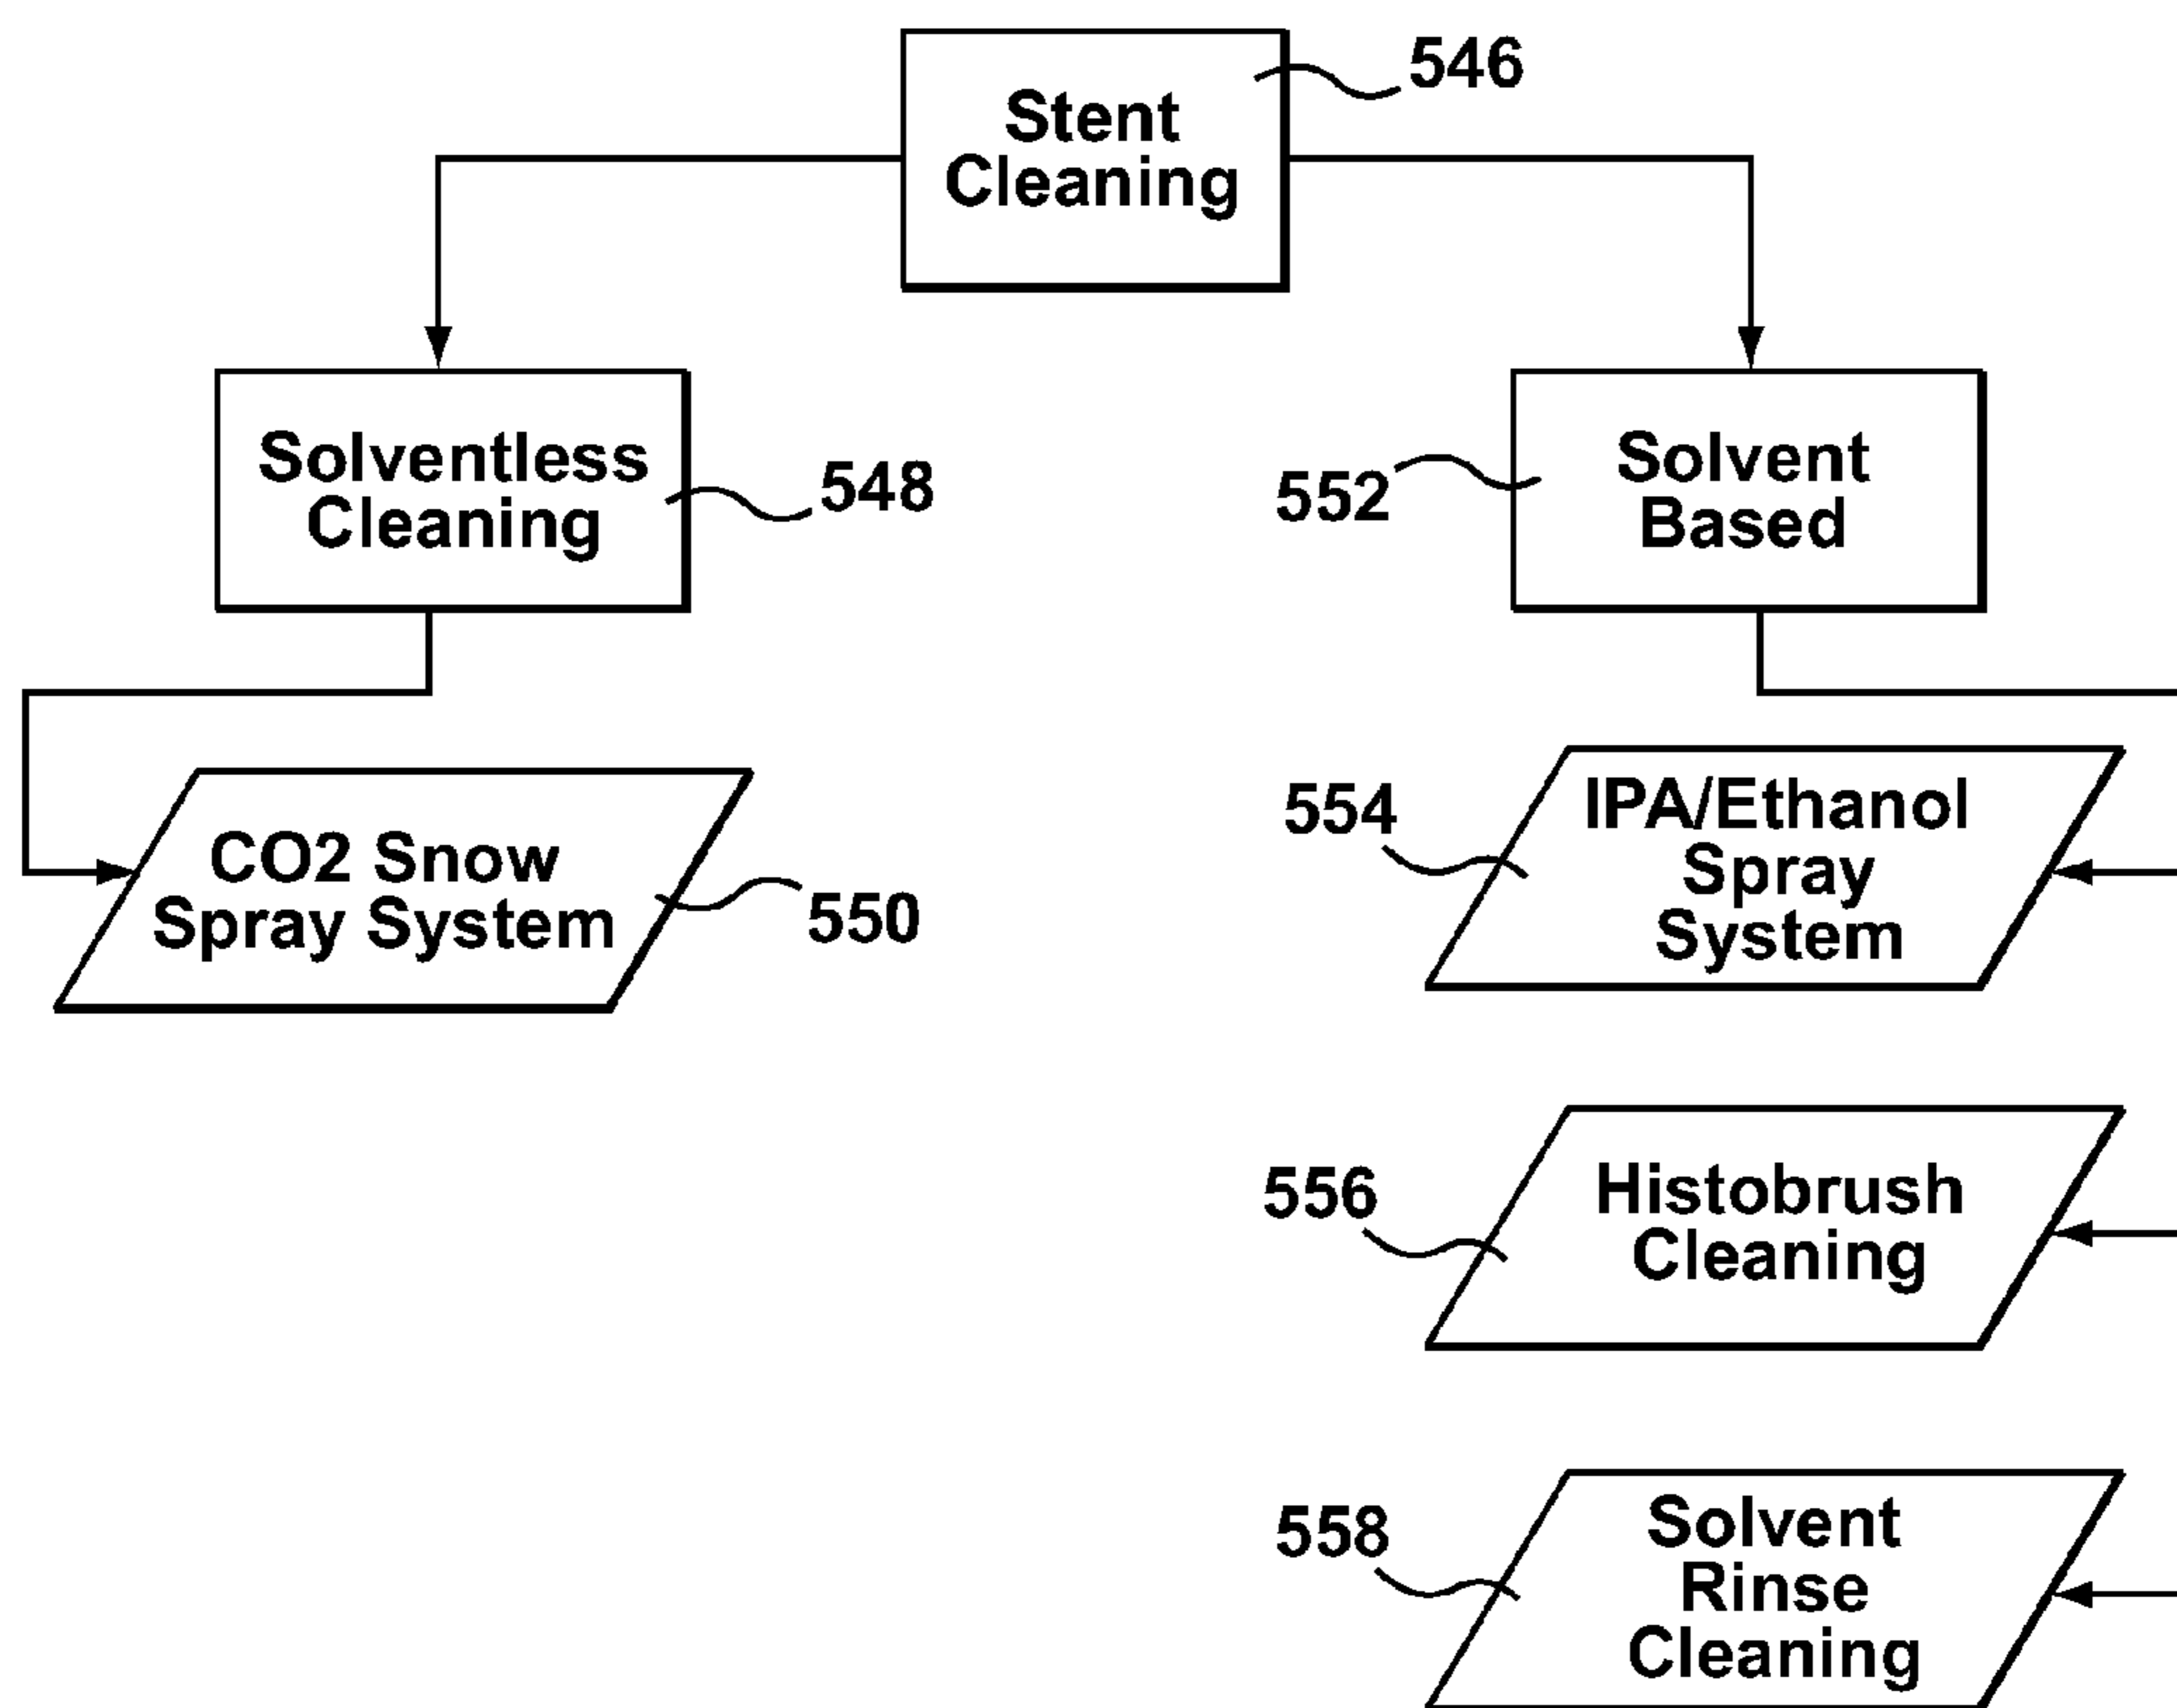 Stent
Cleaning
546
Solventless
Cleaning
548
552
Solvent
Based
CO2 Snow
Spray System
550
554
IPA/Ethanol
Spray
System
556
Histobrush
Cleaning
558
Solvent
Rinse
Cleaning